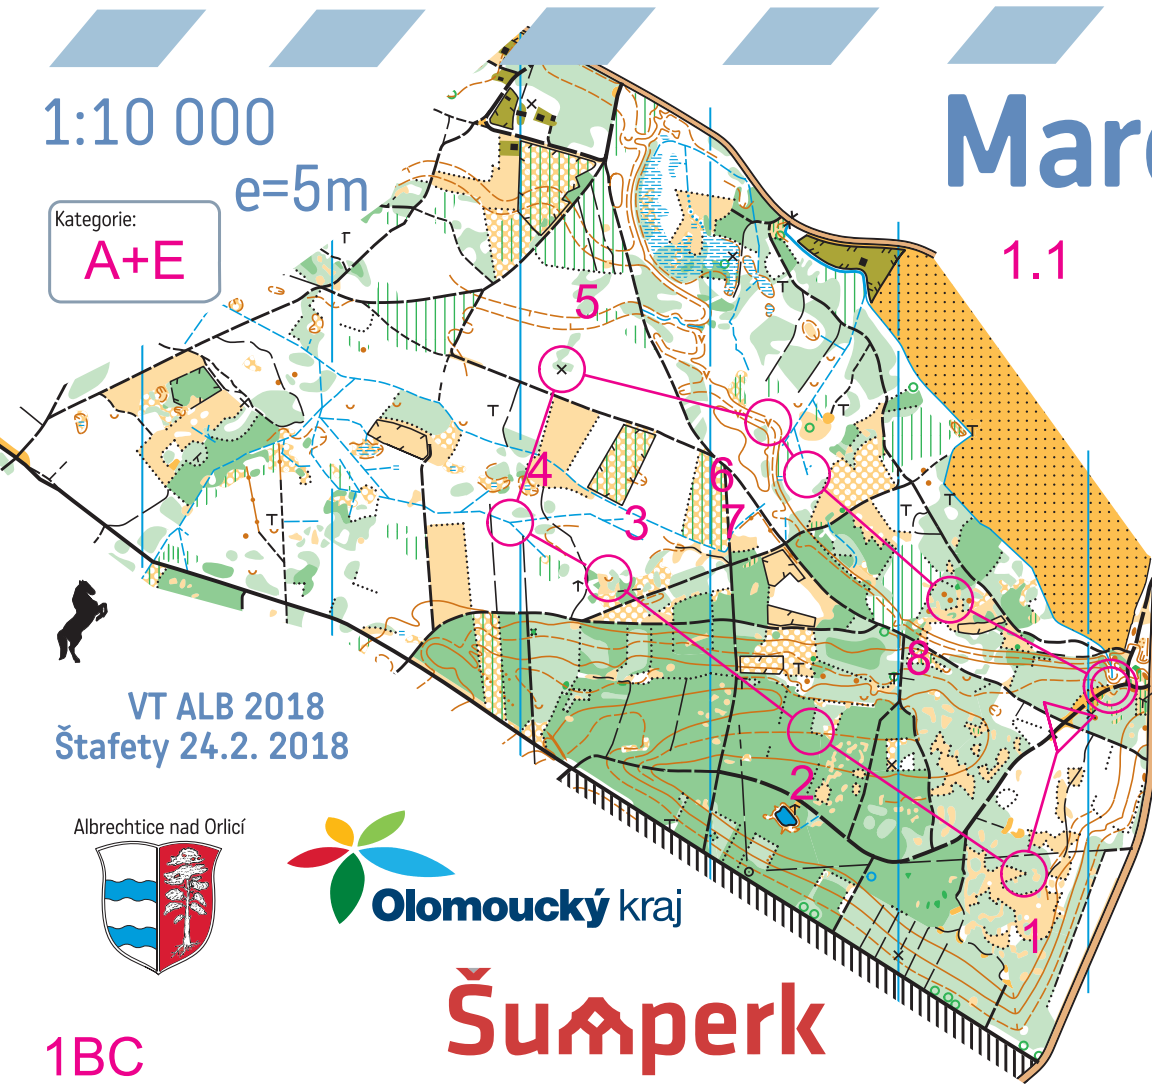 1:10 000
e=5m
Kategorie:
A+E
1.1
5
4
6
3
7
8
2
1
VT ALB 2018
Štafety 24.2. 2018
Albrechtice nad Orlicí
Olomoucký kraj
Šumperk
1BC